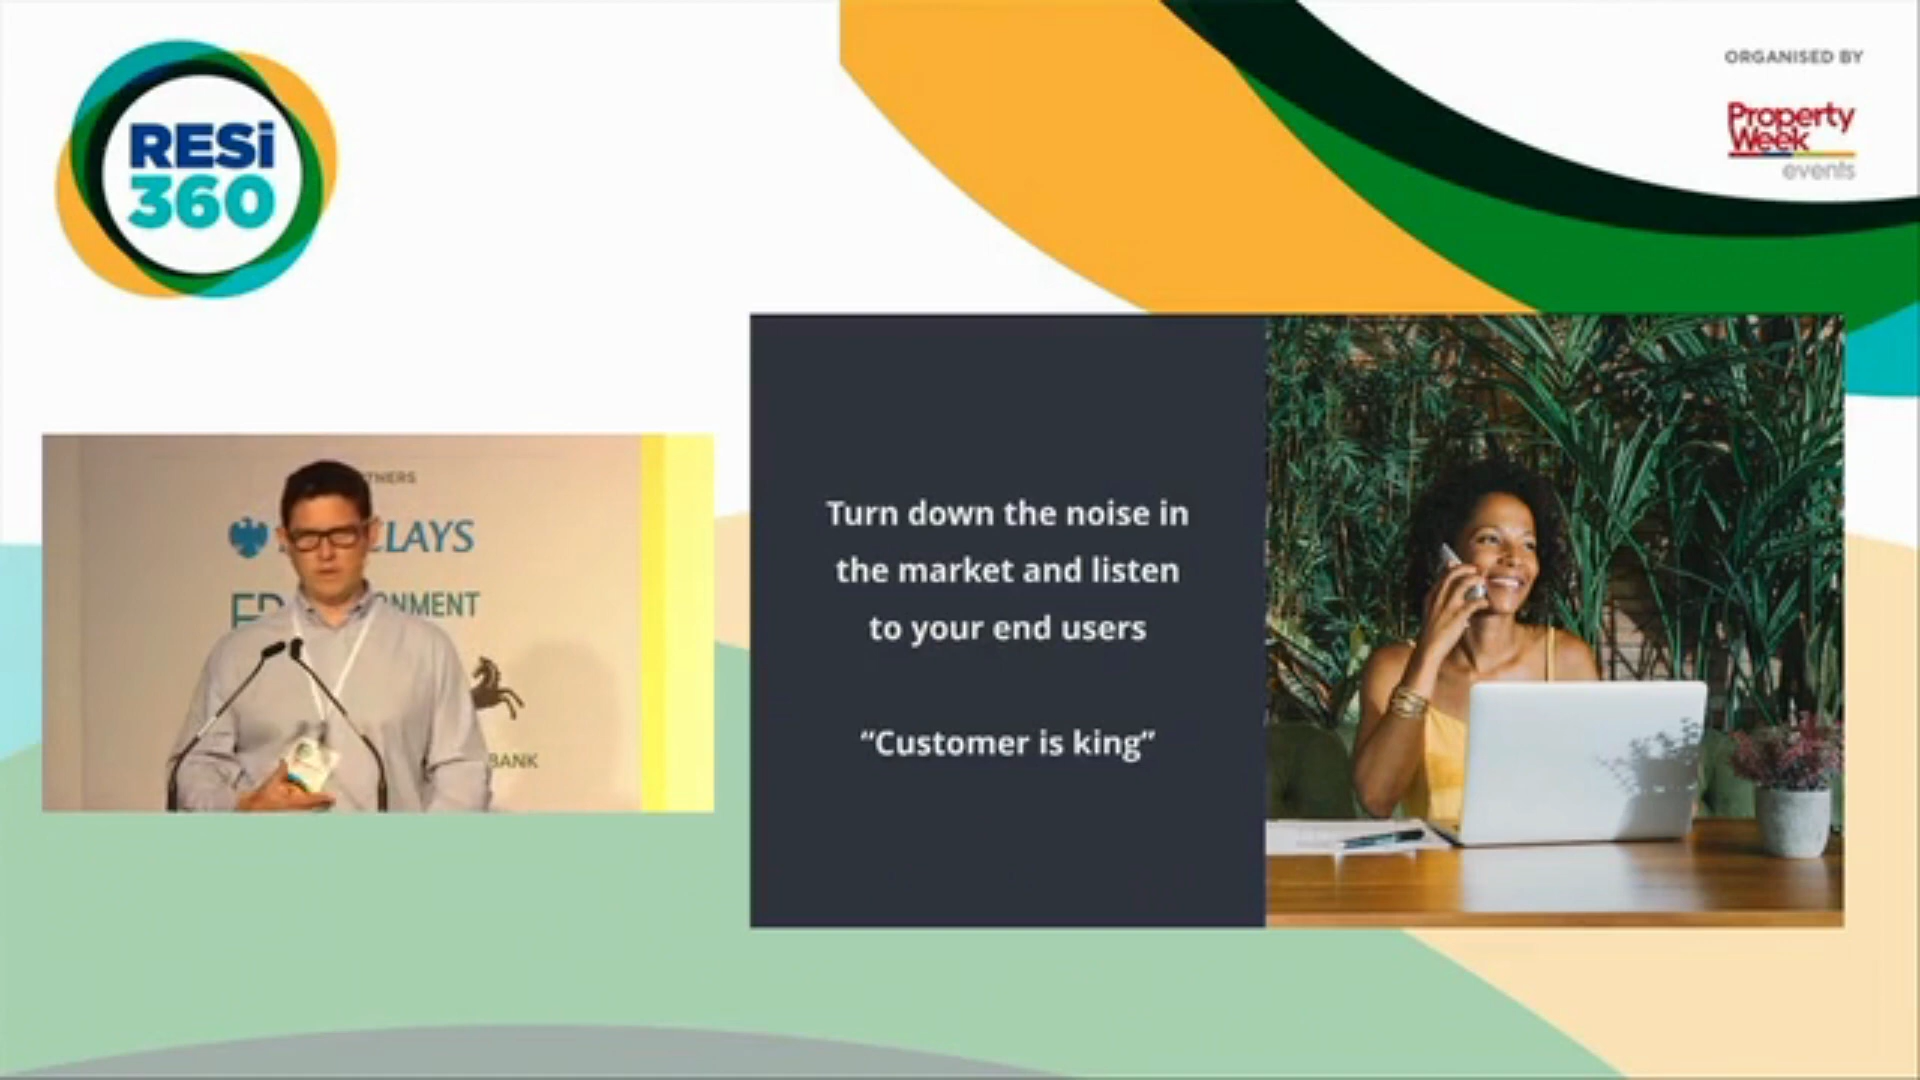 RESi
360
ORGANISED BY
Property
Week
events
Turn down the noise in
the market and listen
to your end users
“Customer is king”
CLAYS
NMENT
BANK